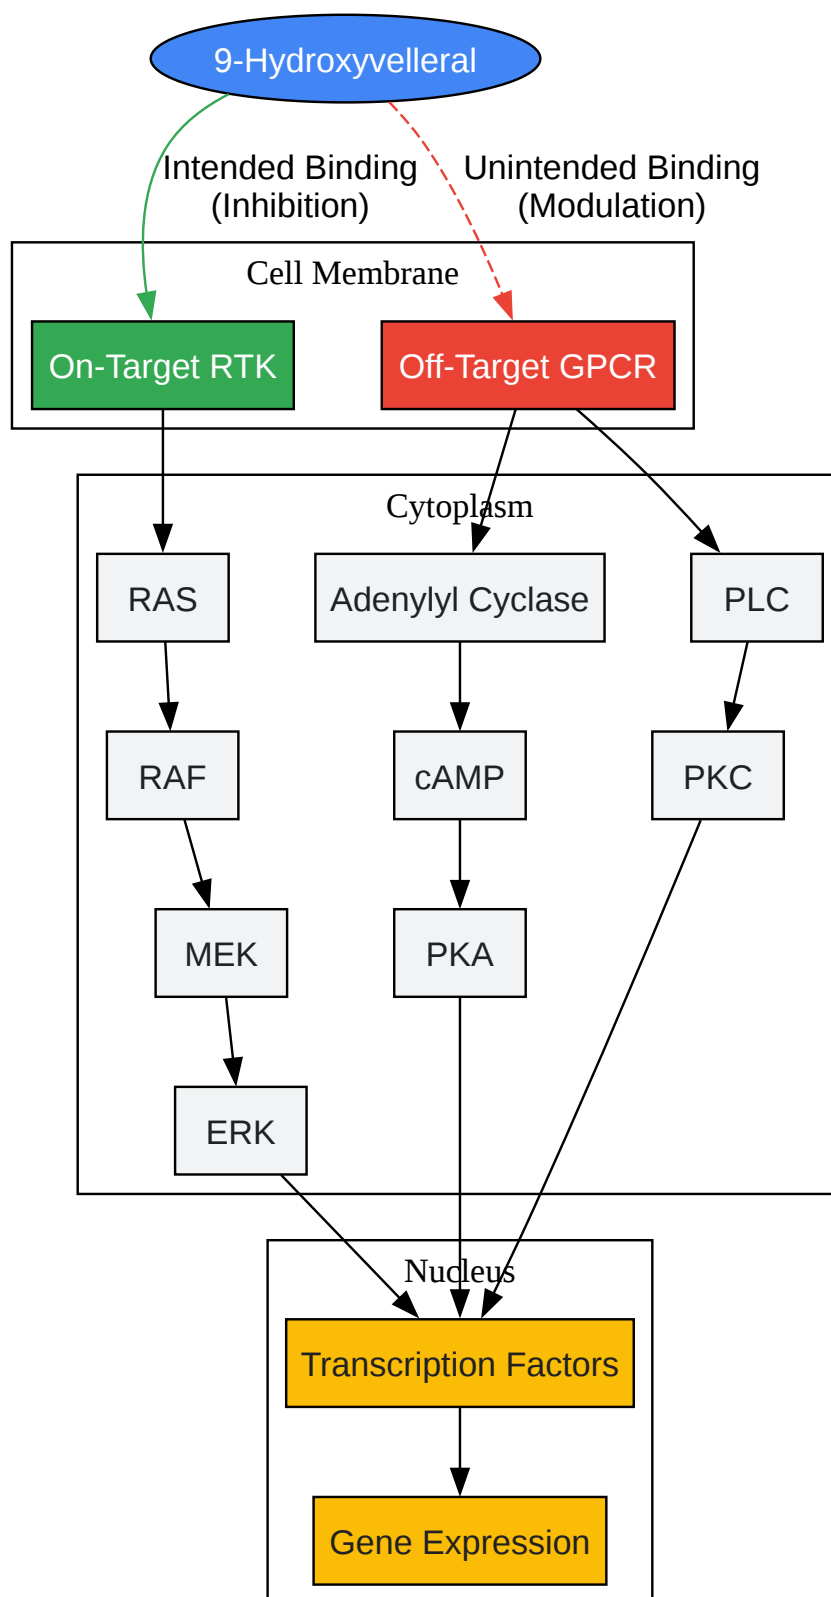 9-Hydroxyvelleral
Intended Binding
(Inhibition)
Unintended Binding
(Modulation)
Cell Membrane
On-Target RTK
Off-Target GPCR
Cytoplasm
RAS
Adenylyl Cyclase
PLC
RAF
cAMP
PKC
MEK
PKA
ERK
Nucleus
Transcription Factors
Gene Expression